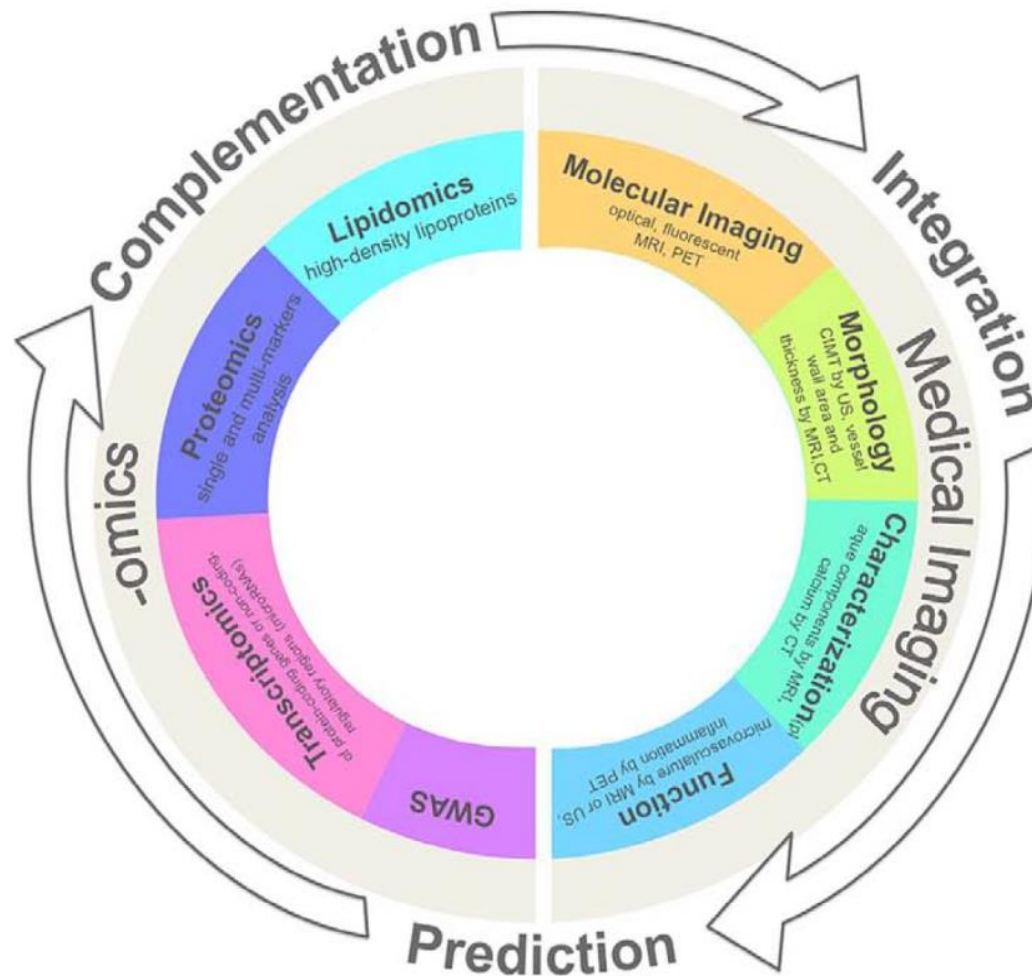 Complementation
Integration
Prediction
-omics
Medical Imaging
Lipidomics
high-density lipoproteins
Proteomics
single and multi-markers
analysis
Transcriptomics
of protein-coding genes or non-coding,
regulatory regions (microRNAs)
GWAS
Molecular Imaging
optical, fluorescent
MRI, PET
Morphology
CIMT by US, vessel
wall area and
thickness by MRI,CT
Characterization(pl
aque components by MRI,
calcium by CT
Function
microvasculature by MRI or US,
inflammation by PET